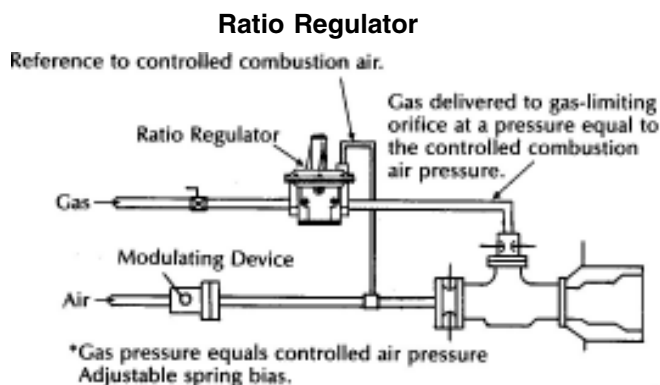 Ratio Regulator
Reference to controlled combustion air.
Gas delivered to gas-limiting
orifice at a pressure equal to
the controlled combustion
air pressure.
Ratio Regulator
Gas
Modulating Device
Air
*Gas pressure equals controlled air pressure
Adjustable spring bias.